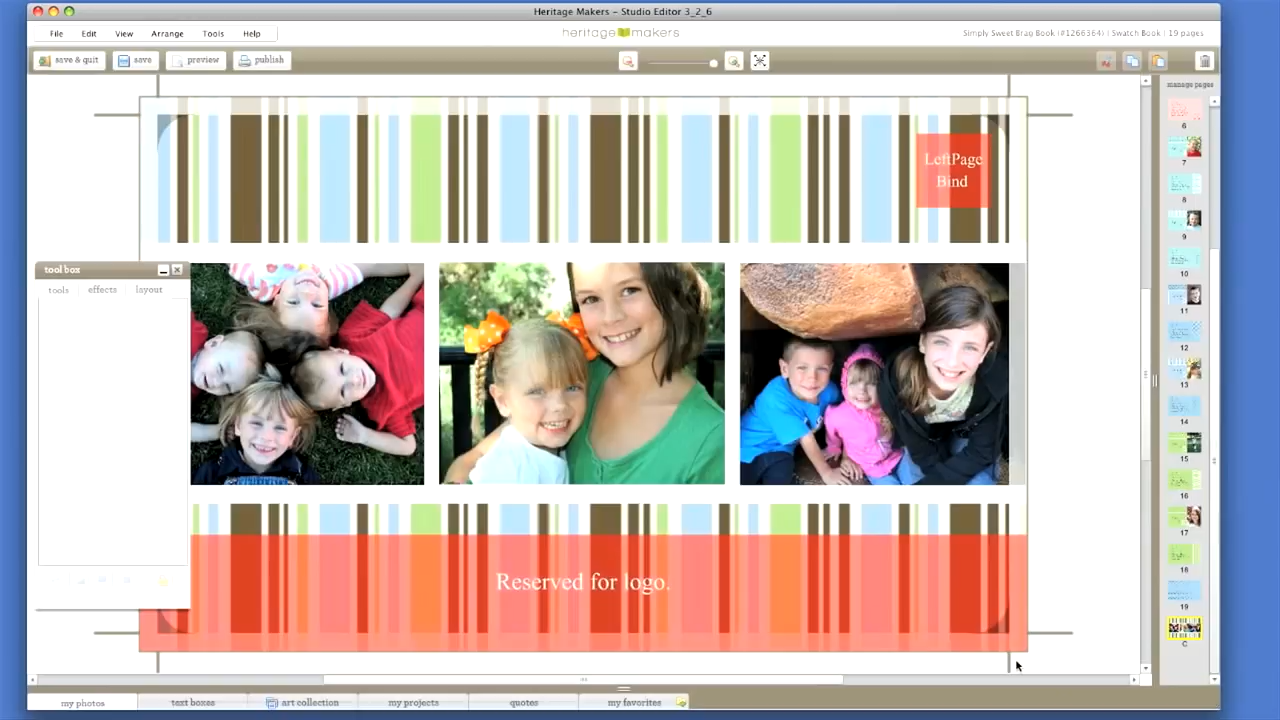 Heritage Makers - Studio Editor 3_2_6
File Edit View Arrange Tools Help
heritage makers
Simply Sweet Brag Book (#1266364) | Swatch Book | 19 pages
save & quit save preview publish
manage pages
LeftPage
Bind
6
7
8
9
10
11
12
13
14
15
16
17
18
19
C
tool box
tools effects layout
Reserved for logo.
my photos text boxes art collection my projects quotes my favorites